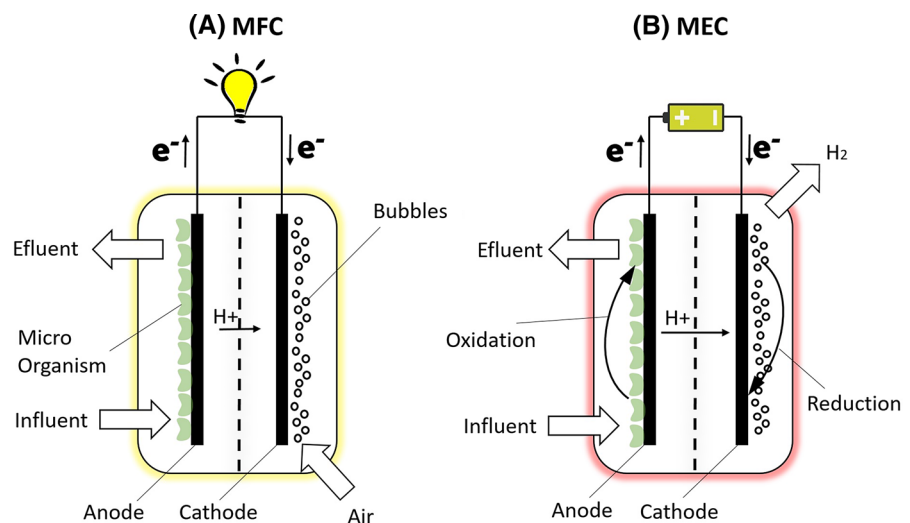 (A) MFC
e-
e-
Bubbles
Efluent
H+
Micro
Organism
Influent
Anode
Cathode
Air
(B) MEC
+ -
e-
e-
H2
Efluent
H+
Oxidation
Reduction
Influent
Anode
Cathode